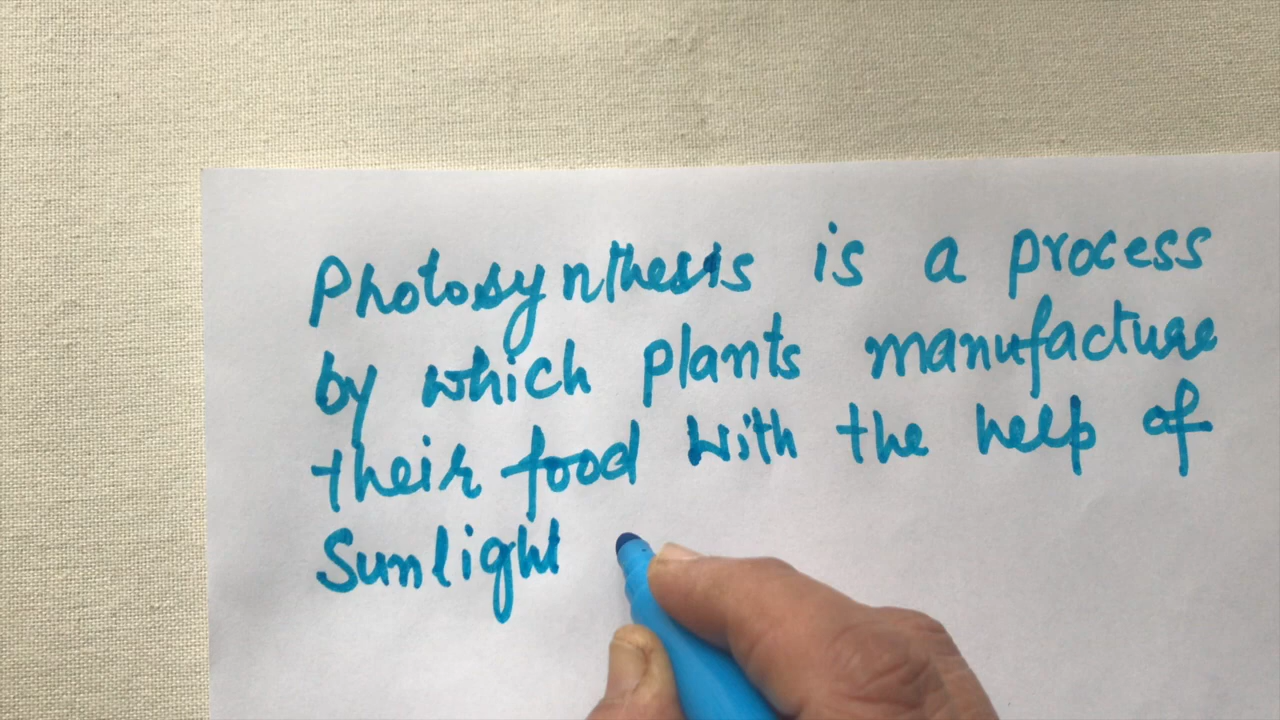 Photosynthesis is a process
by which plants manufacture
their food with the help of
Sunlight